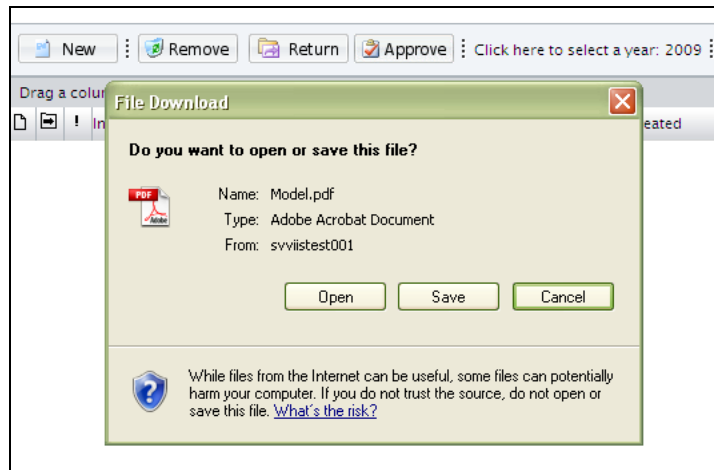 New Remove Return Approve Click here to select a year: 2009
Drag a colur
! In eated
File Download
Do you want to open or save this file?
PDF
Adobe
Name: Model.pdf
Type: Adobe Acrobat Document
From: svviistest001
Open Save Cancel
While files from the Internet can be useful, some files can potentially
harm your computer. If you do not trust the source, do not open or
save this file. What's the risk?